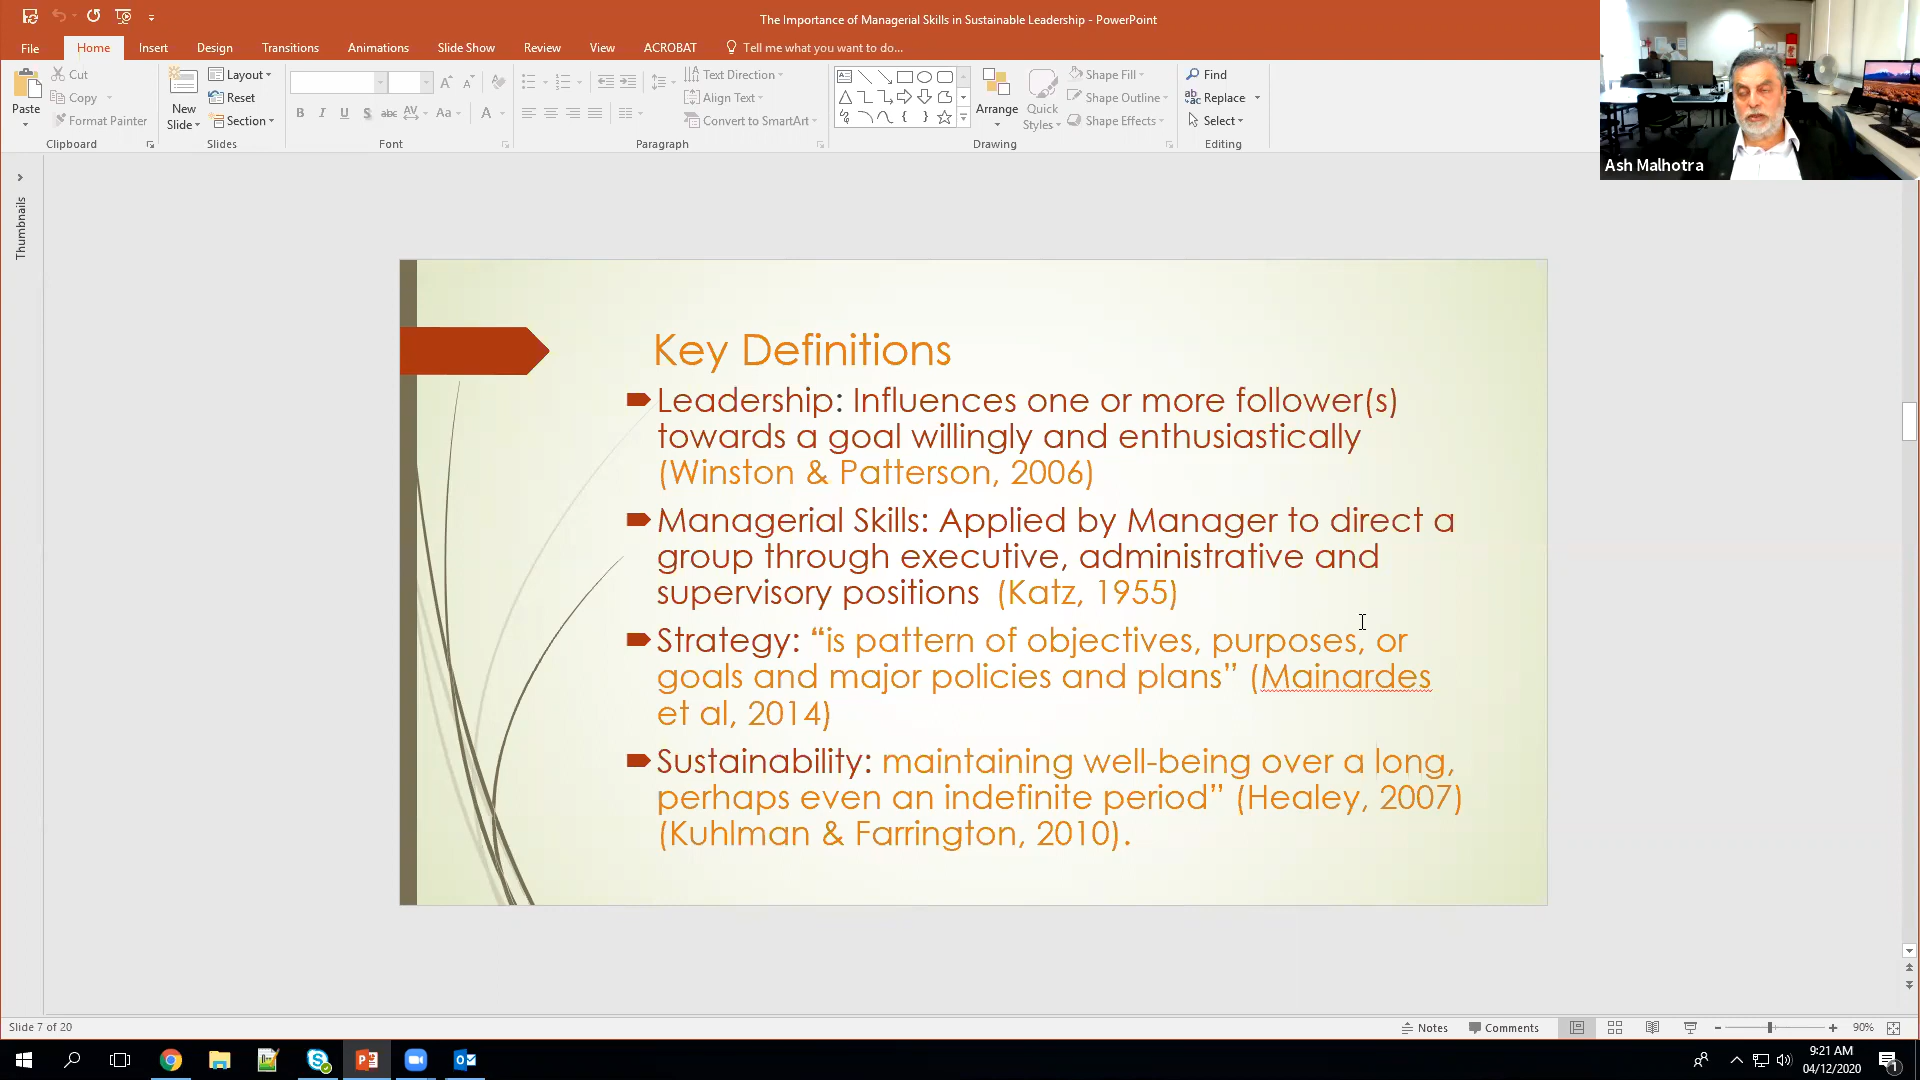 The Importance of Managerial Skills in Sustainable Leadership - PowerPoint
File Home Insert Design Transitions Animations Slide Show Review View ACROBAT Tell me what you want to do...
Paste
Cut
Copy
Format Painter
Clipboard
New
Slide
Layout
Reset
Section
Slides
B I U S abc AV Aa A
Font
Text Direction
Align Text
Convert to SmartArt
Paragraph
Arrange
Quick
Styles
Shape Fill
Shape Outline
Shape Effects
Drawing
Find
Replace
Select
Editing
Ash Malhotra
Thumbnails
Key Definitions
Leadership: Influences one or more follower(s)
towards a goal willingly and enthusiastically
(Winston & Patterson, 2006)
Managerial Skills: Applied by Manager to direct a
group through executive, administrative and
supervisory positions (Katz, 1955)
Strategy: “is pattern of objectives, purposes, or
goals and major policies and plans” (Mainardes
et al, 2014)
Sustainability: maintaining well-being over a long,
perhaps even an indefinite period” (Healey, 2007)
(Kuhlman & Farrington, 2010).
Slide 7 of 20
Notes Comments 90%
9:21 AM
04/12/2020